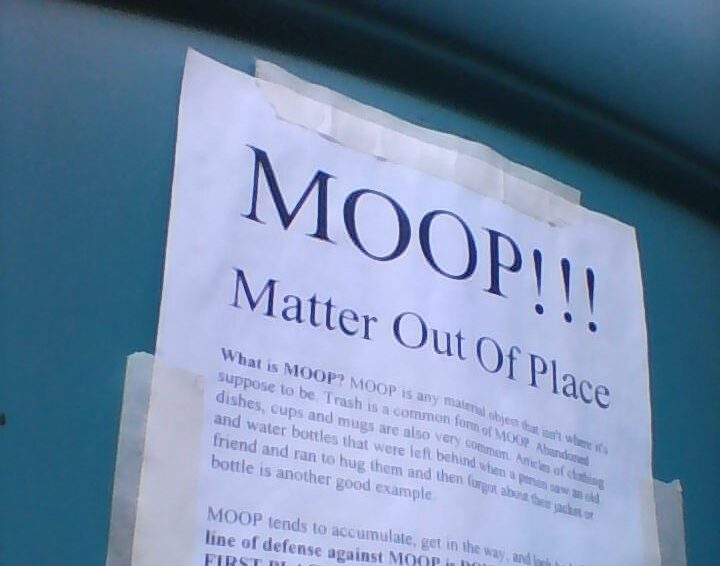 MOOP!!!
Matter Out Of Place
What is MOOP? MOOP is any material object that isn't where it's
suppose to be. Trash is a common form of MOOP. Abandoned
dishes, cups and mugs are also very common. Articles of clothing
and water bottles that were left behind when a person saw an old
friend and ran to hug them and then forgot about their jacket or
bottle is another good example.
MOOP tends to accumulate, get in the way, and
line of defense against MOOP is
FIRST